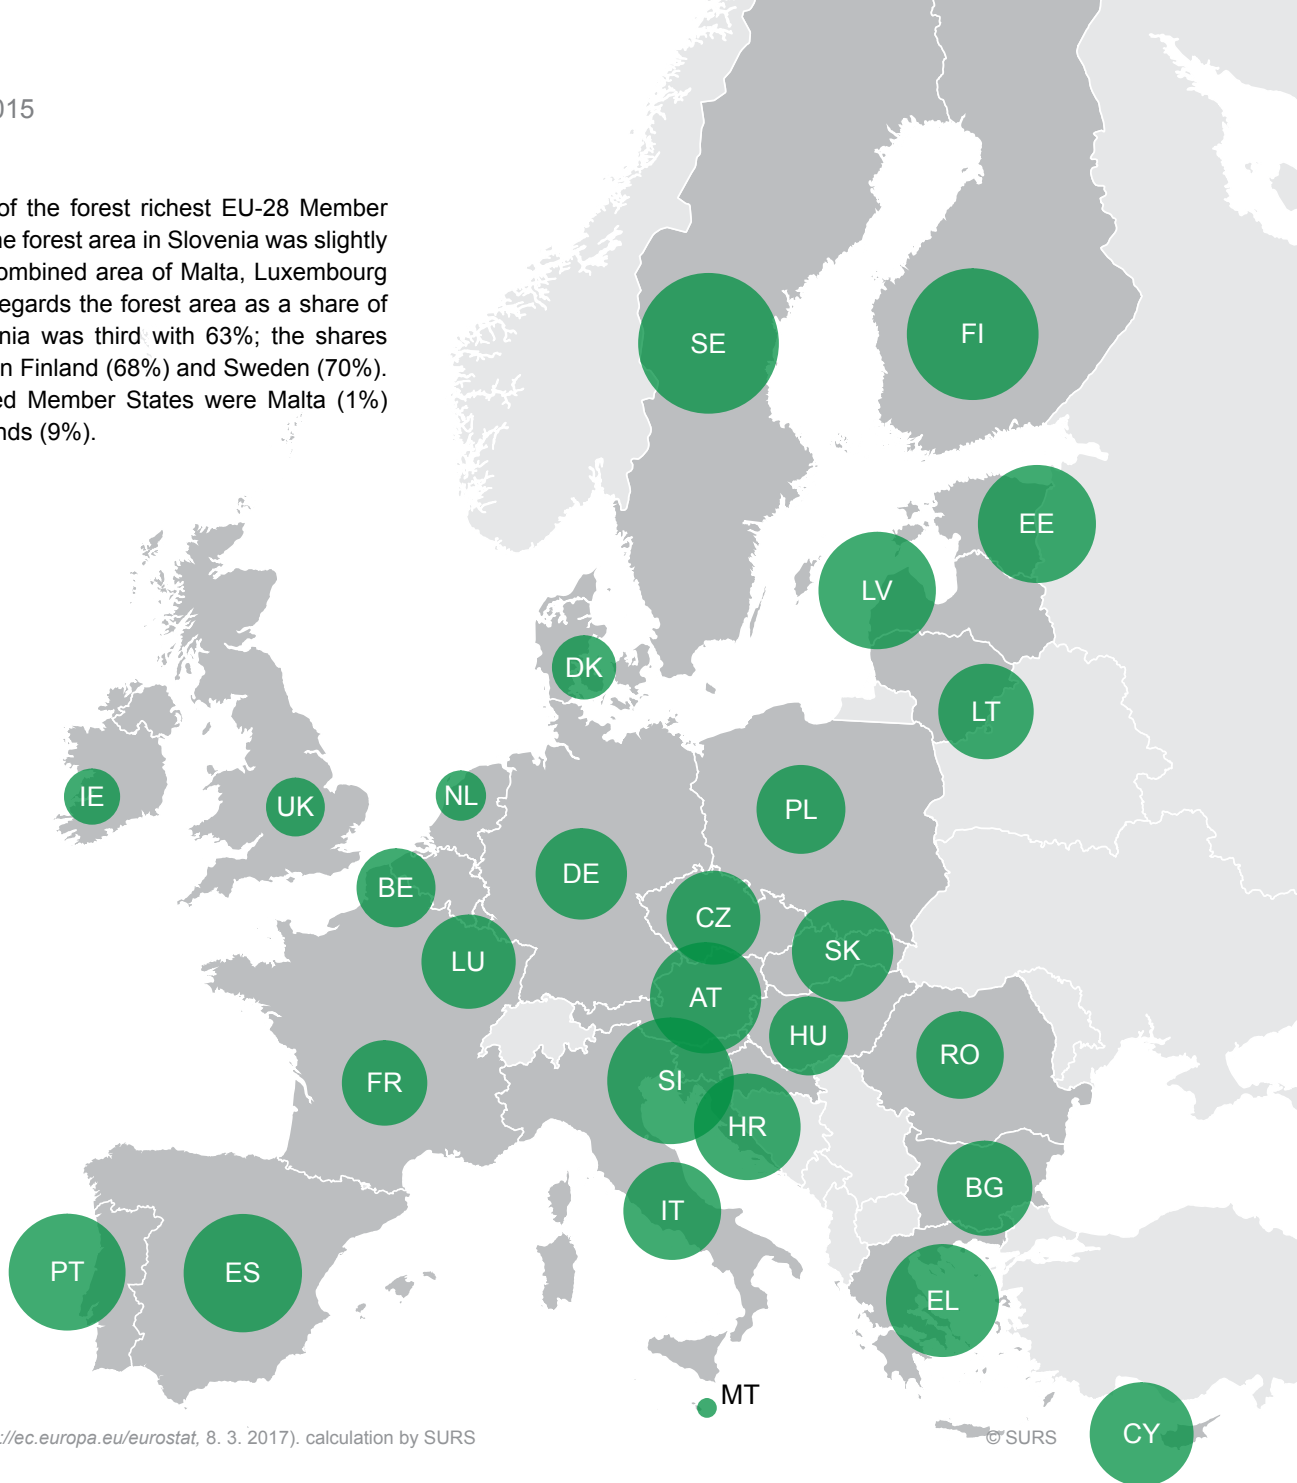 015
of the forest richest EU-28 Member
ne forest area in Slovenia was slightly
ombined area of Malta, Luxembourg
egards the forest area as a share of
enia was third with 63%; the shares
n Finland (68%) and Sweden (70%).
ed Member States were Malta (1%)
nds (9%).
SE
FI
EE
LV
DK
LT
IE
UK
NL
PL
BE
DE
CZ
SK
LU
AT
HU
RO
FR
SI
HR
BG
IT
PT
ES
EL
MT
CY
://ec.europa.eu/eurostat, 8. 3. 2017). calculation by SURS
© SURS